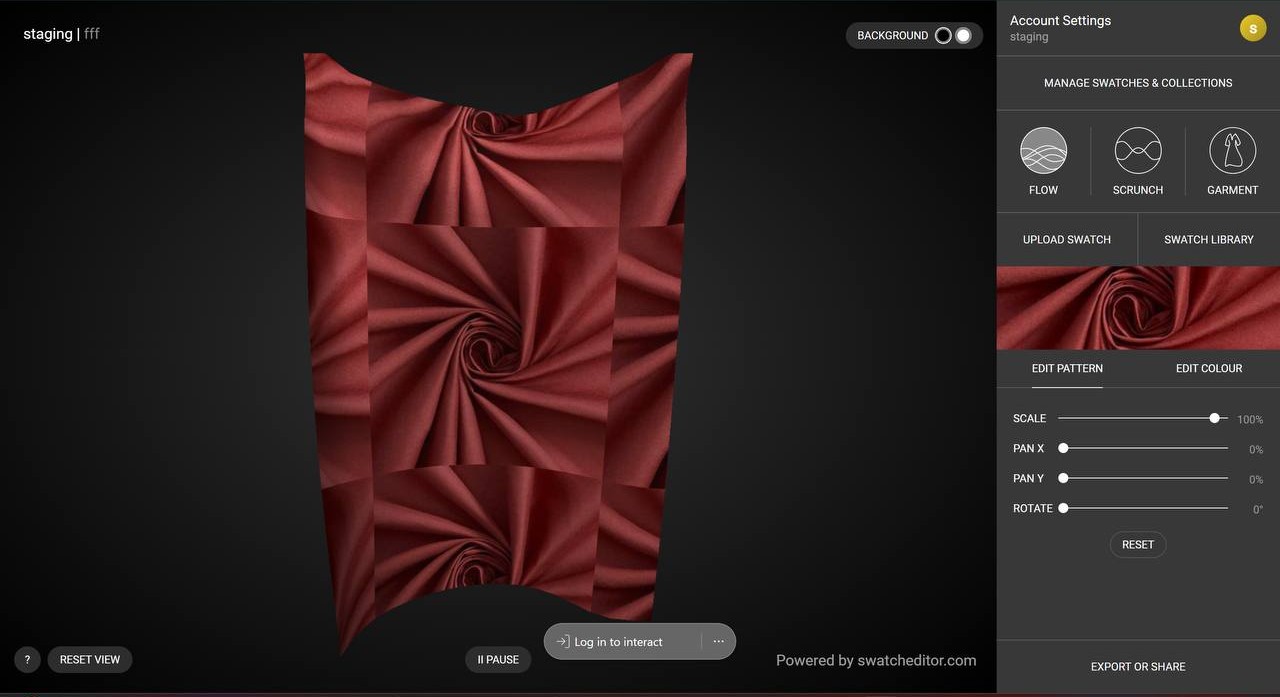 staging | fff
BACKGROUND
Account Settings
staging
S
MANAGE SWATCHES & COLLECTIONS
FLOW
SCRUNCH
GARMENT
UPLOAD SWATCH
SWATCH LIBRARY
EDIT PATTERN
EDIT COLOUR
SCALE 100%
PAN X 0%
PAN Y 0%
ROTATE 0°
RESET
Log in to interact
?
RESET VIEW
II PAUSE
Powered by swatcheditor.com
EXPORT OR SHARE